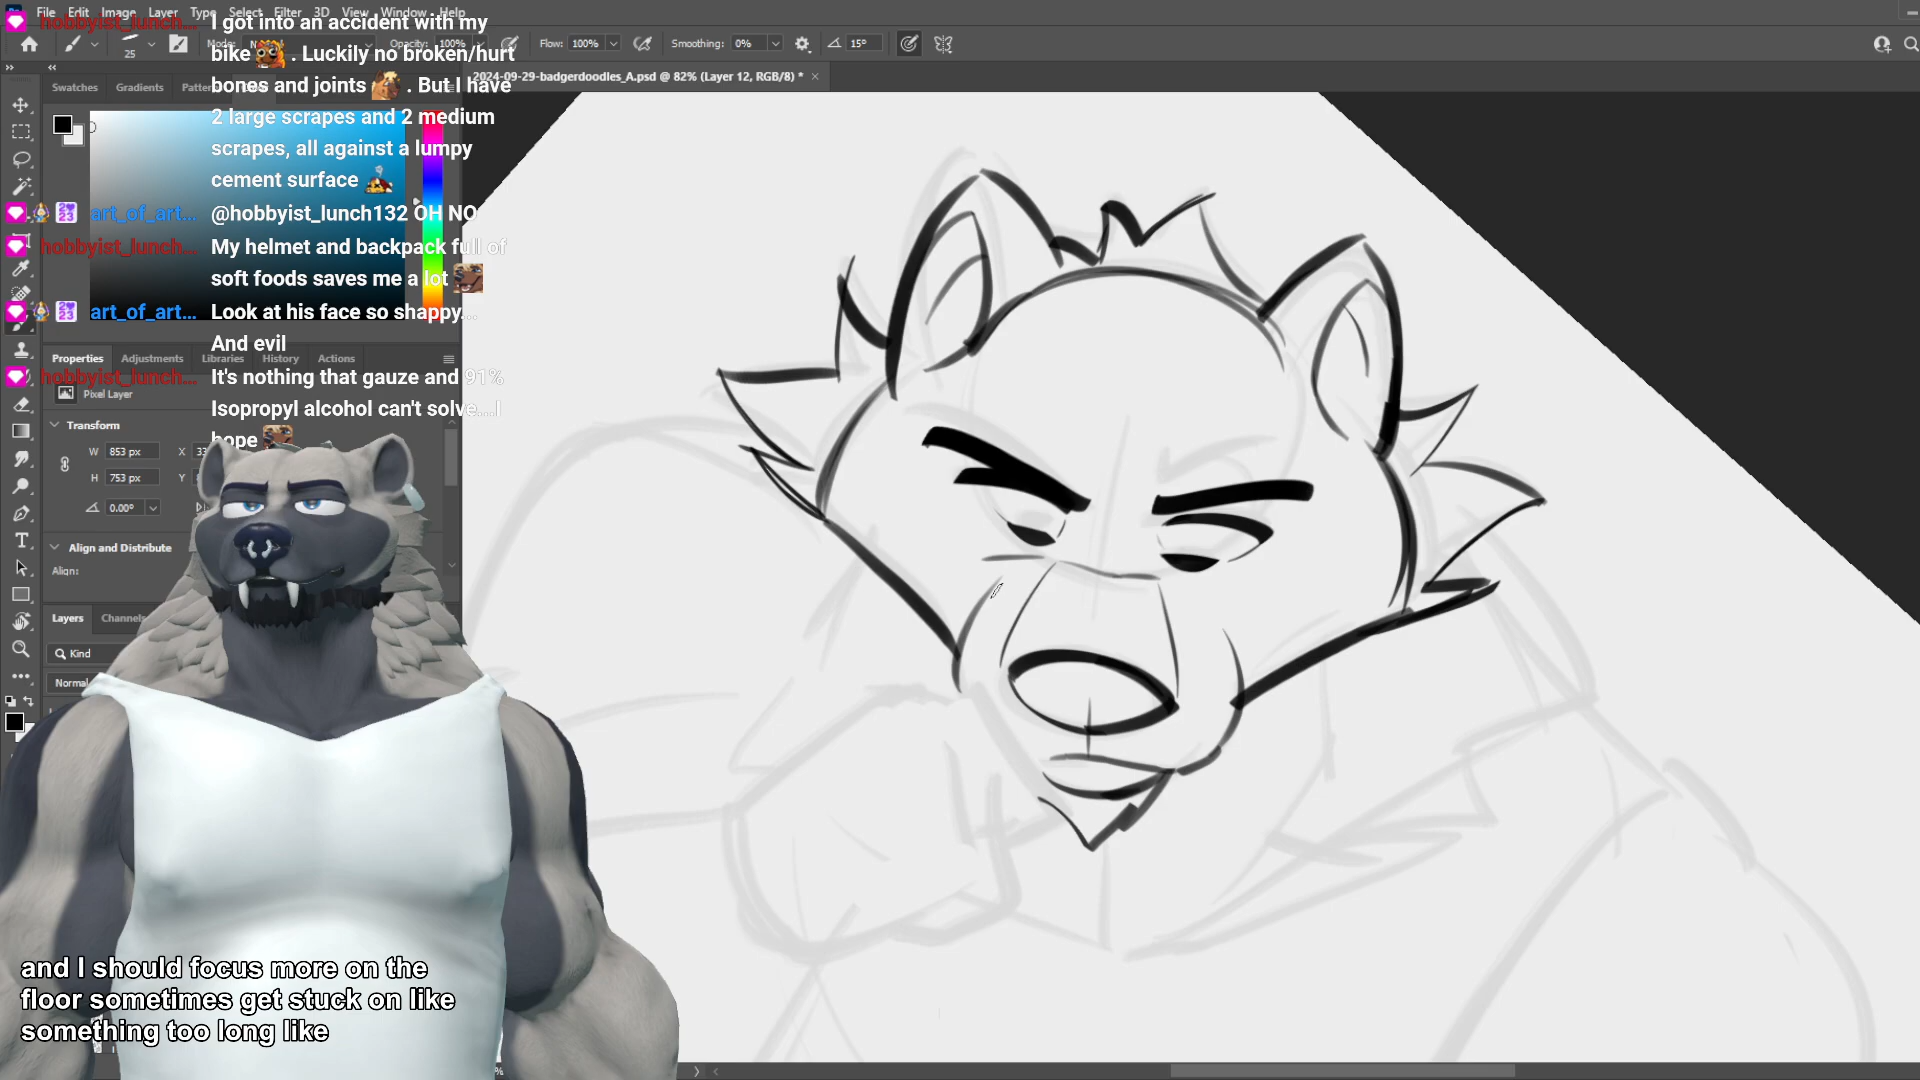 File Edit Image Layer Type Select Filter 3D View Window Help
25 Mode: Opacity: 100% Flow: 100% Smoothing: 0% 15°
2024-09-29-badgerdoodles_A.psd @ 82% (Layer 12, RGB/8) *
Swatches Gradients
hobbyist_lunch... I got into an accident with my
bike . Luckily no broken/hurt
bones and joints . But I have
2 large scrapes and 2 medium
scrapes, all against a lumpy
cement surface
art_of_art... @hobbyist_lunch132 OH NO
hobbyist_lunch... My helmet and backpack full of
soft foods saves me a lot
art_of_art... Look at his face so shappy...
And evil
Properties Adjustments Libraries History Actions
hobbyist_lunch... It's nothing that gauze and 91%
Isopropyl alcohol can't solve....I
hope
Pixel Layer
Transform
W 853 px X
H 753 px Y
0.00°
Align and Distribute
Align:
Layers Channels
Kind
Normal
and I should focus more on the
floor sometimes get stuck on like
something too long like